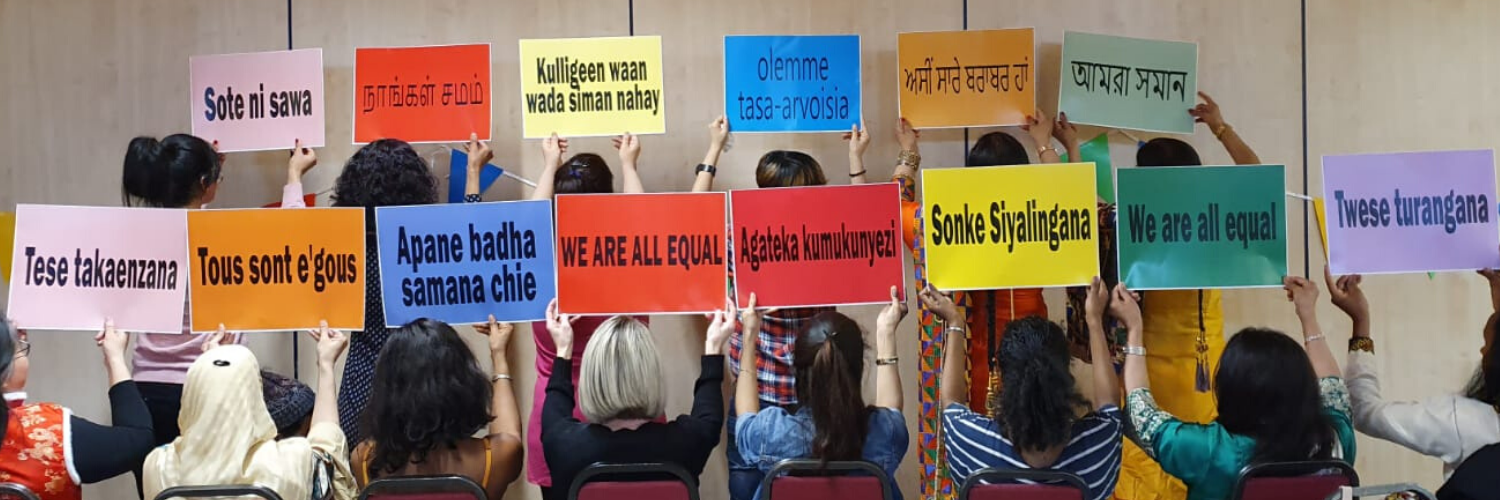 Sote ni sawa
நாங்கள் சமம்
Kulligeen waan
wada siman nahay
olemme
tasa-arvoisia
ਅਸੀਂ ਸਾਰੇ ਬਰਾਬਰ ਹਾਂ
আমরা সমান
Tese takaenzana
Tous sont e'gous
Apane badha
samana chie
WE ARE ALL EQUAL
Agateka kumukunyezi
Sonke Siyalingana
We are all equal
Twese turangana